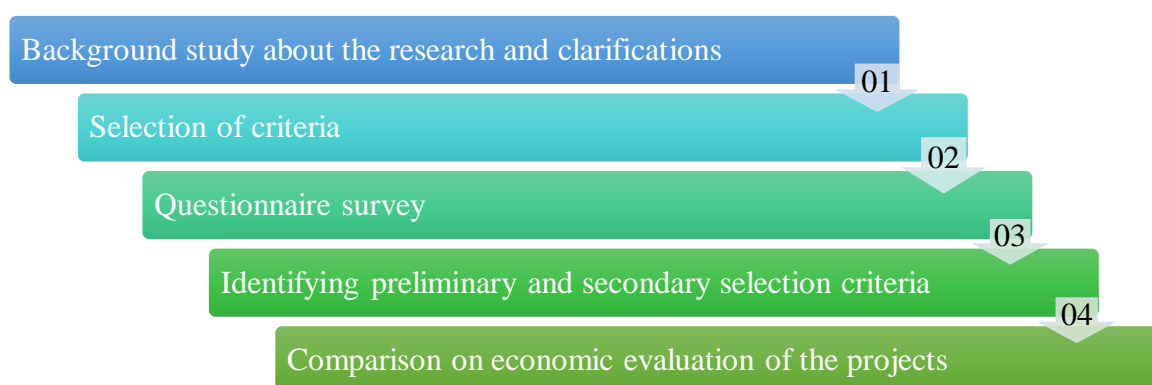 Background study about the research and clarifications
01
Selection of criteria
02
Questionnaire survey
03
Identifying preliminary and secondary selection criteria
04
Comparison on economic evaluation of the projects